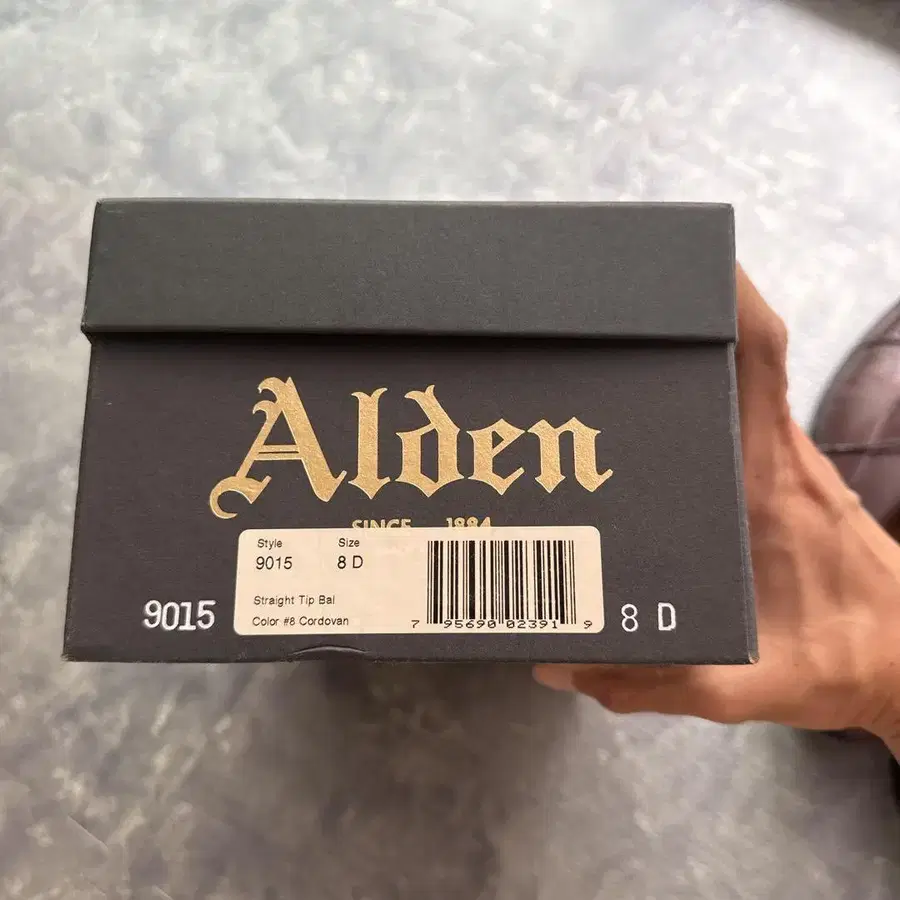 Alden
SINCE 1884
Style Size
9015 8 D
Straight Tip Bal
Color #8 Cordovan
7 95690 02391 9
9015 8 D